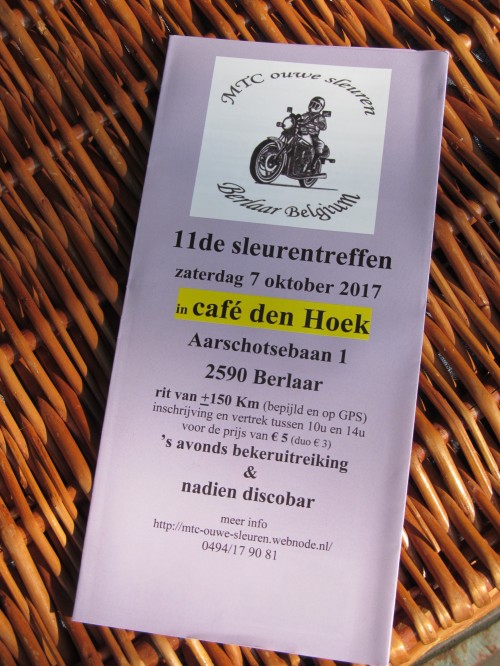 MTC ouwe sleuren
Berlaar Belgium
11de sleurentreffen
zaterdag 7 oktober 2017
in café den Hoek
Aarschotsebaan 1
2590 Berlaar
rit van ±150 Km (bepijld en op GPS)
inschrijving en vertrek tussen 10u en 14u
voor de prijs van € 5 (duo € 3)
's avonds bekeruitreiking
&
nadien discobar
meer info
http://mtc-ouwe-sleuren.webnode.nl/
0494/17 90 81